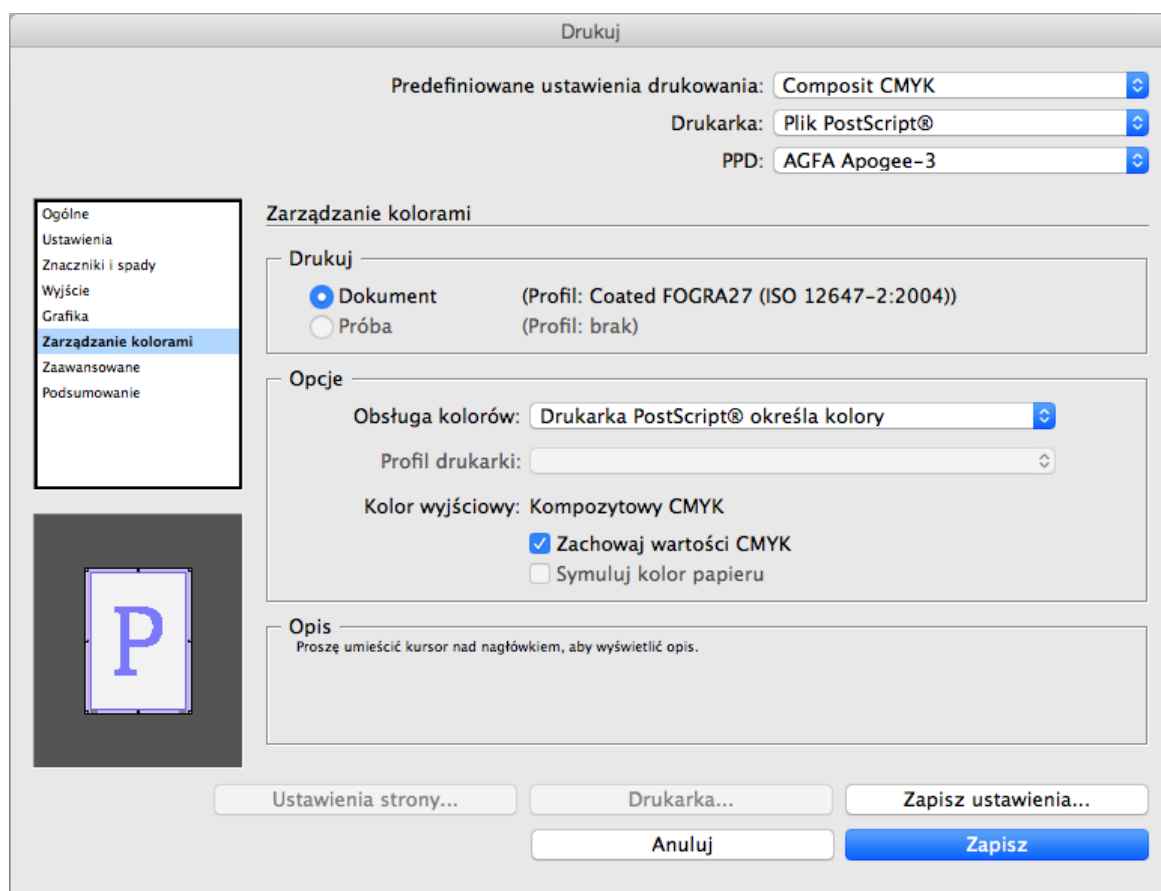 Drukuj
Predefiniowane ustawienia drukowania: Composit CMYK
Drukarka: Plik PostScript®
PPD: AGFA Apogee-3
Ogólne
Ustawienia
Znaczniki i spady
Wyjście
Grafika
Zarządzanie kolorami
Zaawansowane
Podsumowanie
P
Zarządzanie kolorami
Drukuj
Dokument (Profil: Coated FOGRA27 (ISO 12647-2:2004))
Próba (Profil: brak)
Opcje
Obsługa kolorów: Drukarka PostScript® określa kolory
Profil drukarki:
Kolor wyjściowy: Kompozytowy CMYK
Zachowaj wartości CMYK
Symuluj kolor papieru
Opis
Proszę umieścić kursor nad nagłówkiem, aby wyświetlić opis.
Ustawienia strony... Drukarka... Zapisz ustawienia...
Anuluj Zapisz